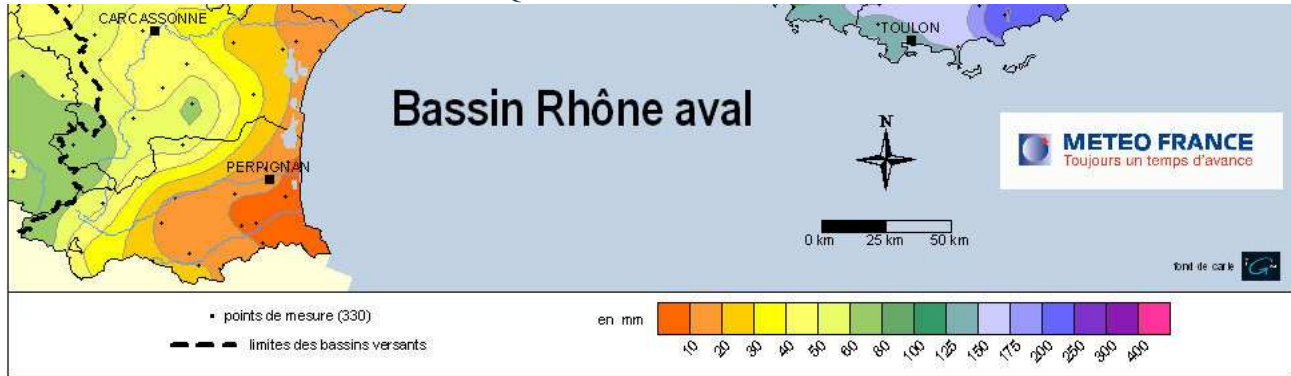 CARCASSONNE
TOULON
Bassin Rhône aval
N
METEO FRANCE
Toujours un temps d'avance
PERPIGNAN
0 km 25 km 50 km
fond de carte
points de mesure (330)
en mm
limites des bassins versants
10 20 30 40 50 60 80 100 125 150 175 200 250 300 400